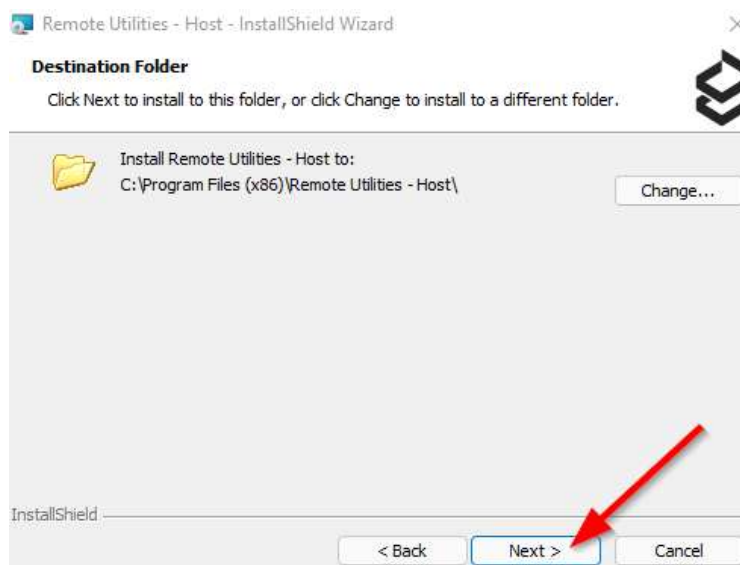 Remote Utilities - Host - InstallShield Wizard
Destination Folder
Click Next to install to this folder, or click Change to install to a different folder.
Install Remote Utilities - Host to:
C:\Program Files (x86)\Remote Utilities - Host\
Change...
InstallShield
< Back
Next >
Cancel